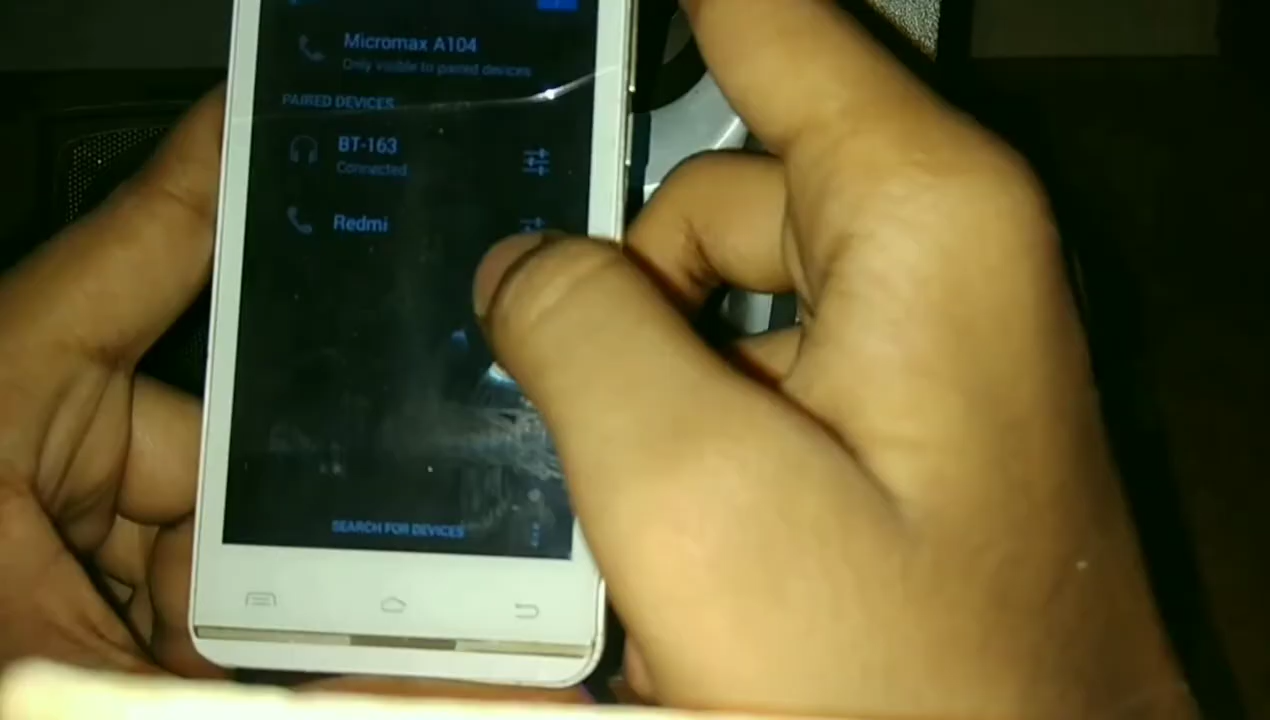 Micromax A104
Only visible to paired devices
PAIRED DEVICES
BT-163
Connected
Redmi
SEARCH FOR DEVICES